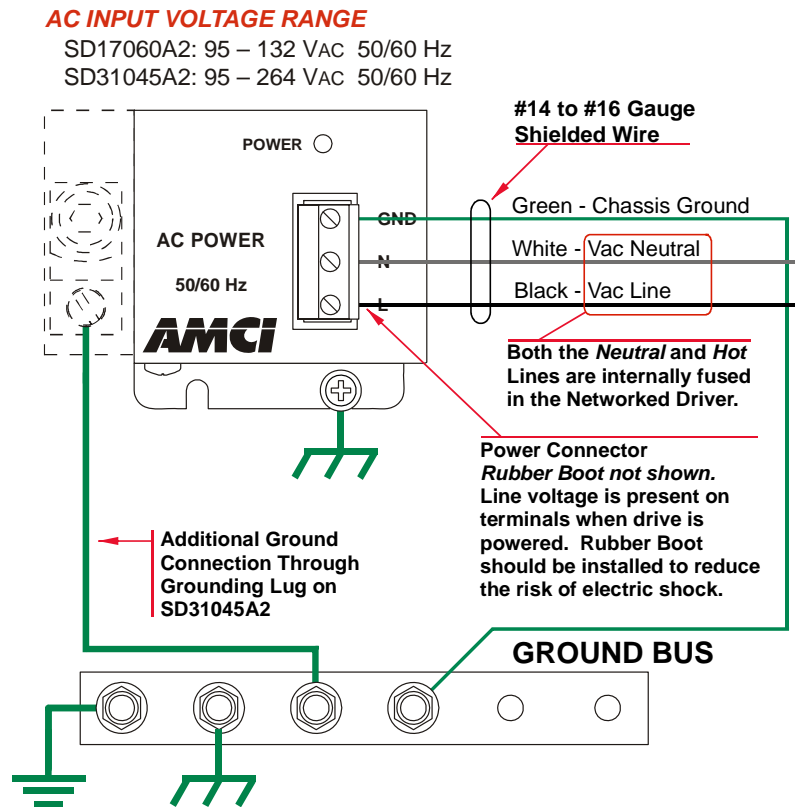 AC INPUT VOLTAGE RANGE
SD17060A2: 95 – 132 VAC 50/60 Hz
SD31045A2: 95 – 264 VAC 50/60 Hz
#14 to #16 Gauge
Shielded Wire
POWER
GND
Green - Chassis Ground
AC POWER
N
White - Vac Neutral
50/60 Hz
L
Black - Vac Line
AMCI
Both the Neutral and Hot
Lines are internally fused
in the Networked Driver.
Power Connector
Rubber Boot not shown.
Line voltage is present on
terminals when drive is
powered. Rubber Boot
should be installed to reduce
the risk of electric shock.
Additional Ground
Connection Through
Grounding Lug on
SD31045A2
GROUND BUS